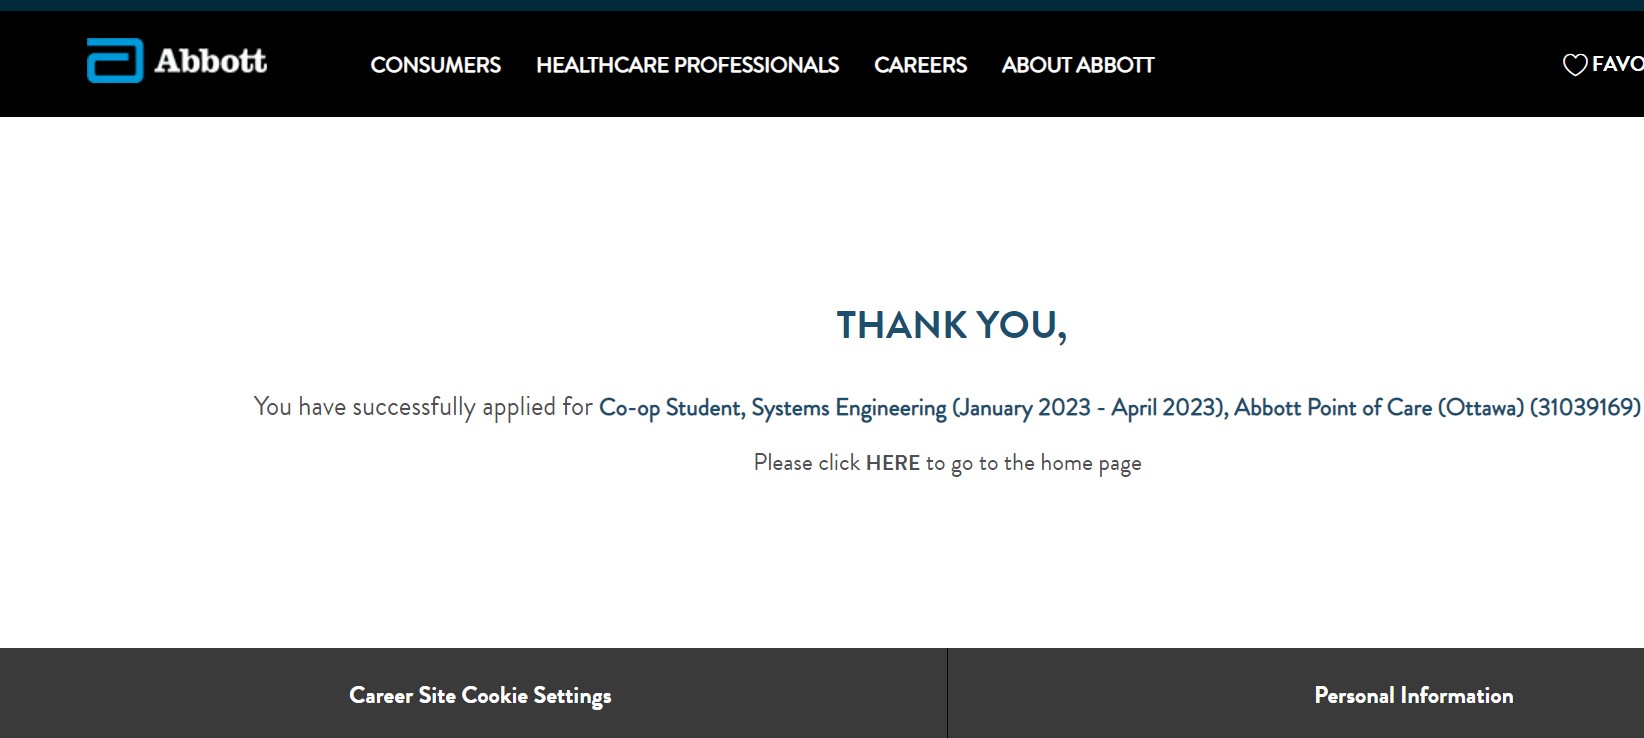 Abbott CONSUMERS HEALTHCARE PROFESSIONALS CAREERS ABOUT ABBOTT FAVO
THANK YOU,
You have successfully applied for Co-op Student, Systems Engineering (January 2023 - April 2023), Abbott Point of Care (Ottawa) (31039169)
Please click HERE to go to the home page
Career Site Cookie Settings Personal Information